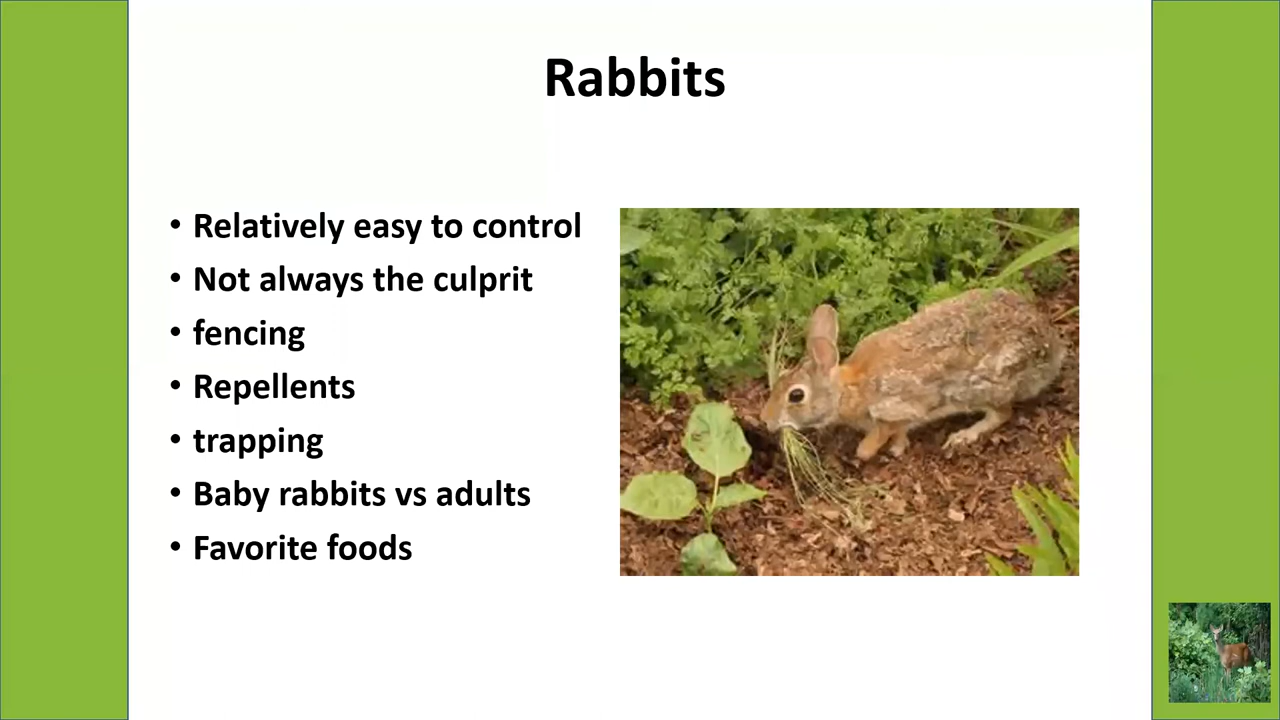 Rabbits
• Relatively easy to control
• Not always the culprit
• fencing
• Repellents
• trapping
• Baby rabbits vs adults
• Favorite foods